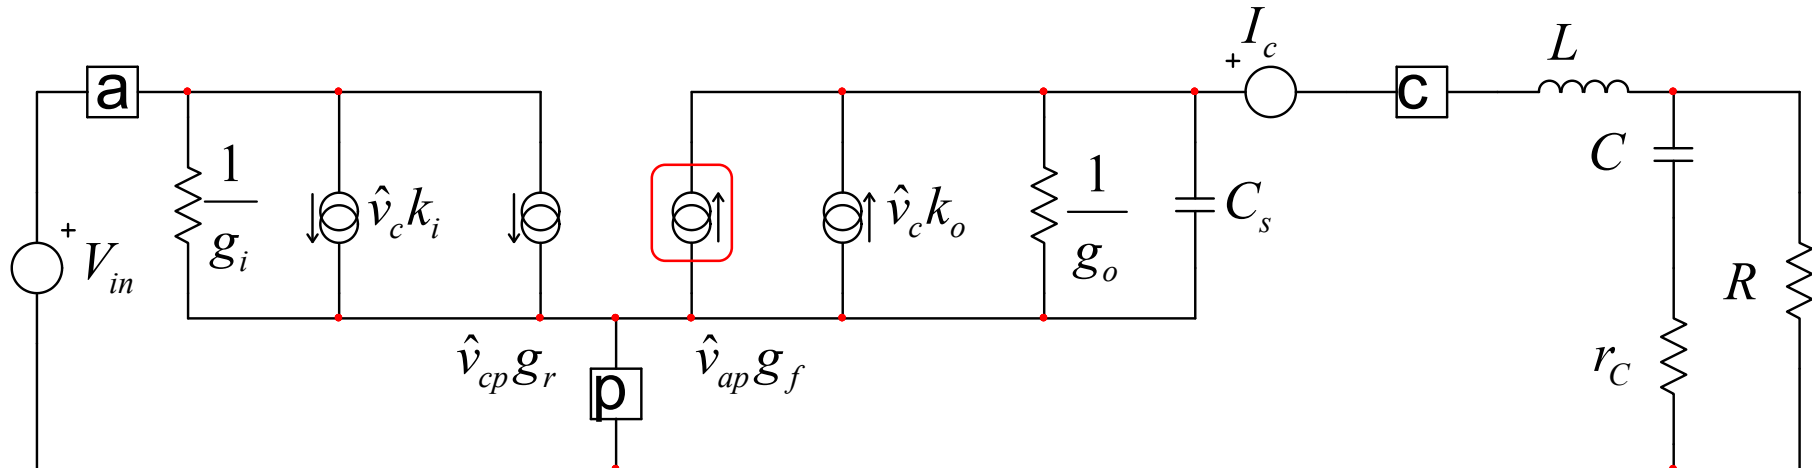 I_c
L
a
c
1
g_i
v̂_c k_i
v̂_c k_o
1
g_o
C_s
C
+
V_in
+
R
v̂_cp g_r
v̂_ap g_f
r_C
p